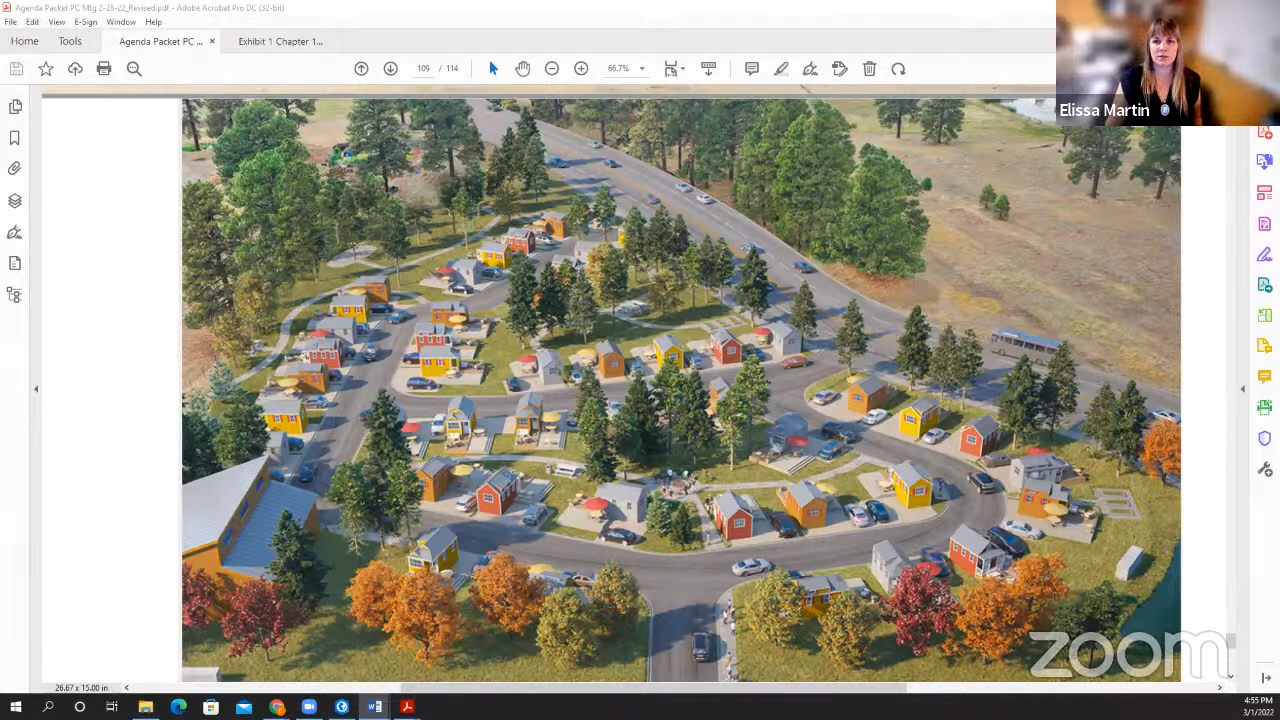 Agenda Packet PC Mtg 2-28-22_Revised.pdf - Adobe Acrobat Pro DC (32-bit)
File Edit View E-Sign Window Help
Home Tools Agenda Packet PC ... × Exhibit 1 Chapter 1...
109 / 114 66.7%
Elissa Martin
zoom
26.67 x 15.00 in
4:55 PM
3/1/2022